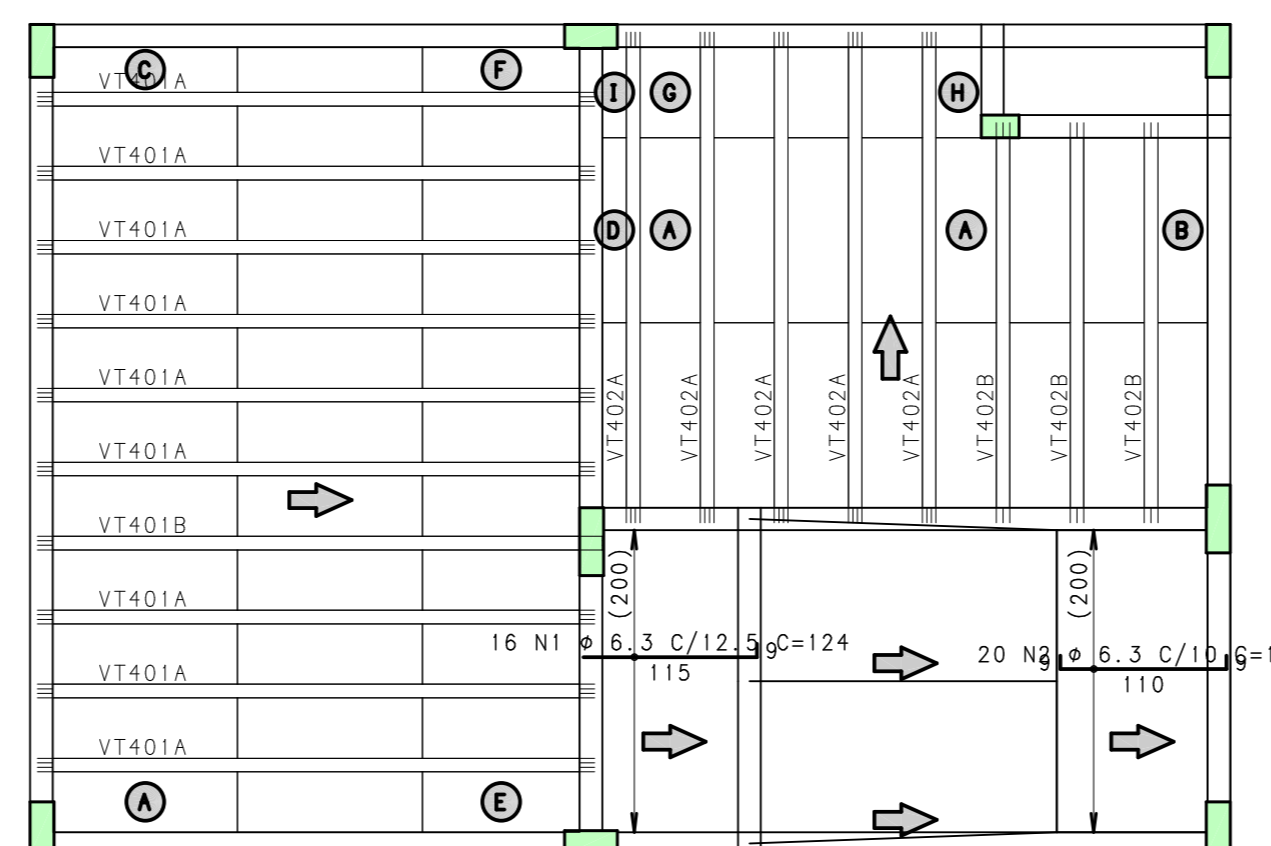 C
F
VT401A
I
G
H
VT401A
VT401A
D
A
A
B
VT401A
VT401A
VT401A
VT402A
VT402A
VT402A
VT402A
VT402A
VT402B
VT402B
VT402B
VT401B
VT401A
(200)
(200)
16 N1 φ 6.3 C/12.5 C=124
9
115
20 N2 φ 6.3 C/10 C=1
9
9
110
VT401A
VT401A
A
E